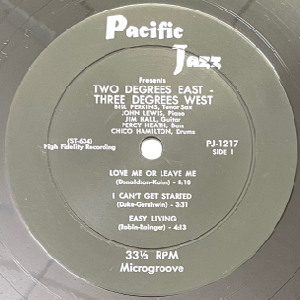 Pacific
Jazz
Presents
TWO DEGREES EAST -
THREE DEGREES WEST
BILL PERKINS, Tenor Sax
JOHN LEWIS, Piano
JIM HALL, Guitar
PERCY HEATH, Bass
CHICO HAMILTON, Drums
(ST-634)
High Fidelity Recording
PJ-1217
SIDE 1
LOVE ME OR LEAVE ME
(Donaldson-Kahn) - 4:18
I CAN'T GET STARTED
(Duke-Gershwin) - 3:31
EASY LIVING
(Robin-Rainger) - 4:13
33⅓ RPM
Microgroove